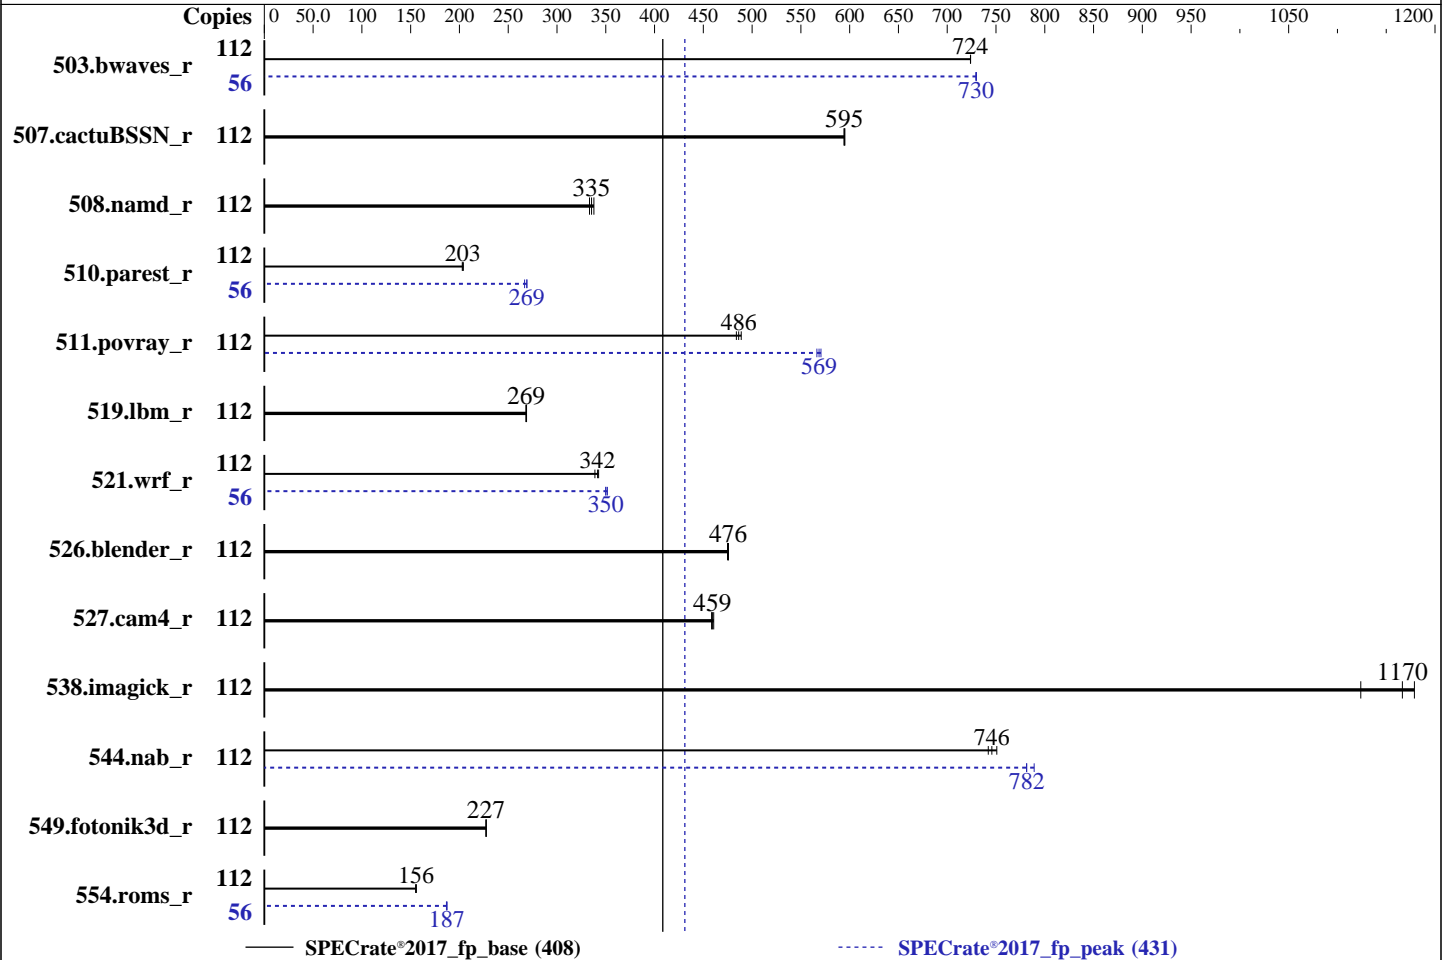 Copies 0 50.0 100 150 200 250 300 350 400 450 500 550 600 650 700 750 800 850 900 950 1050 1200
503.bwaves_r 112 724
56 730
507.cactuBSSN_r 112 595
508.namd_r 112 335
510.parest_r 112 203
56 269
511.povray_r 112 486
569
519.lbm_r 112 269
521.wrf_r 112 342
56 350
526.blender_r 112 476
527.cam4_r 112 459
538.imagick_r 112 1170
544.nab_r 112 746
782
549.fotonik3d_r 112 227
554.roms_r 112 156
56 187
SPECrate®2017_fp_base (408) SPECrate®2017_fp_peak (431)